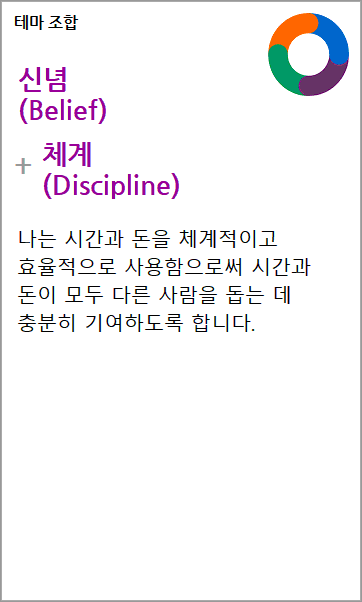 테마 조합
신념
(Belief)
+ 체계
(Discipline)
나는 시간과 돈을 체계적이고
효율적으로 사용함으로써 시간과
돈이 모두 다른 사람을 돕는 데
충분히 기여하도록 합니다.